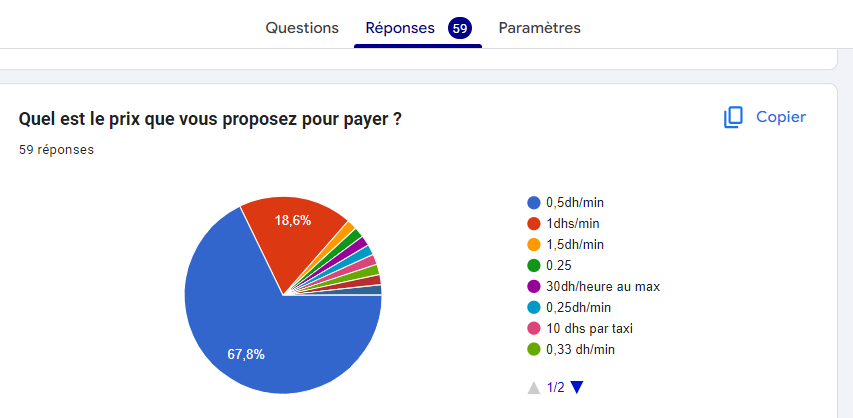 Questions Réponses 59 Paramètres
Quel est le prix que vous proposez pour payer ?
Copier
59 réponses
18,6%
67,8%
0,5dh/min
1dhs/min
1,5dh/min
0.25
30dh/heure au max
0,25dh/min
10 dhs par taxi
0,33 dh/min
1/2